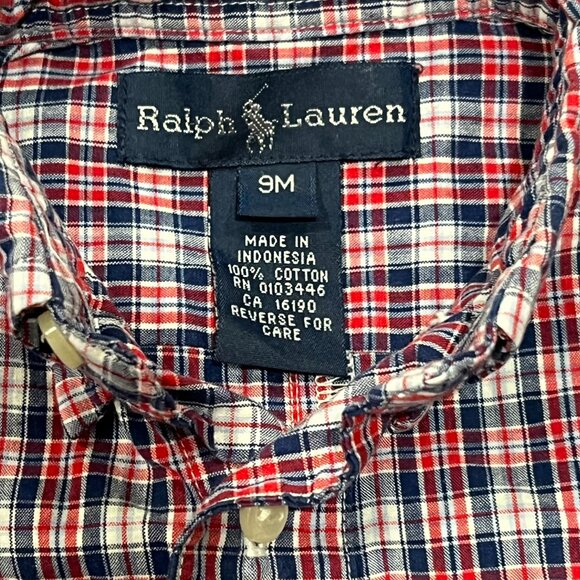 Ralph Lauren
9M
MADE IN
INDONESIA
100% COTTON
RN 0103446
CA 16190
REVERSE FOR
CARE